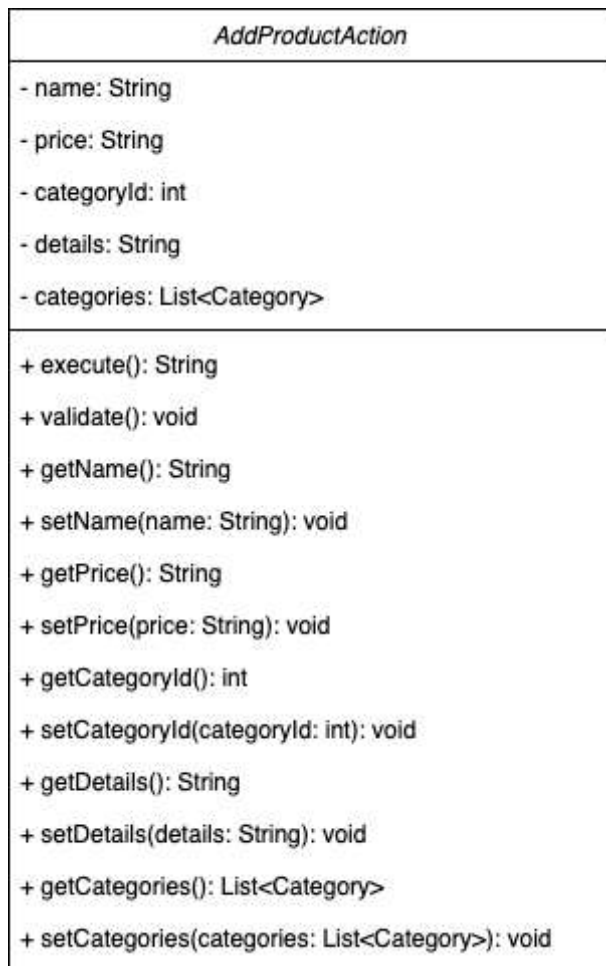 AddProductAction
- name: String
- price: String
- categoryId: int
- details: String
- categories: List<Category>
+ execute(): String
+ validate(): void
+ getName(): String
+ setName(name: String): void
+ getPrice(): String
+ setPrice(price: String): void
+ getCategoryId(): int
+ setCategoryId(categoryId: int): void
+ getDetails(): String
+ setDetails(details: String): void
+ getCategories(): List<Category>
+ setCategories(categories: List<Category>): void